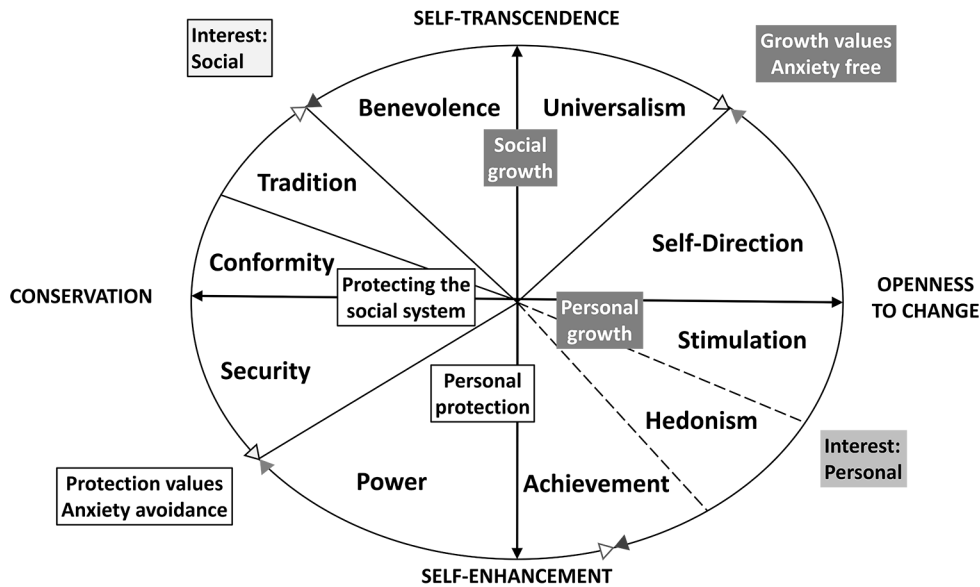 SELF-TRANSCENDENCE
Interest:
Social
Growth values
Anxiety free
Benevolence
Universalism
Social
growth
Tradition
Self-Direction
Conformity
CONSERVATION
Protecting the
social system
OPENNESS
TO CHANGE
Personal
growth
Stimulation
Security
Personal
protection
Hedonism
Interest:
Personal
Power
Achievement
Protection values
Anxiety avoidance
SELF-ENHANCEMENT